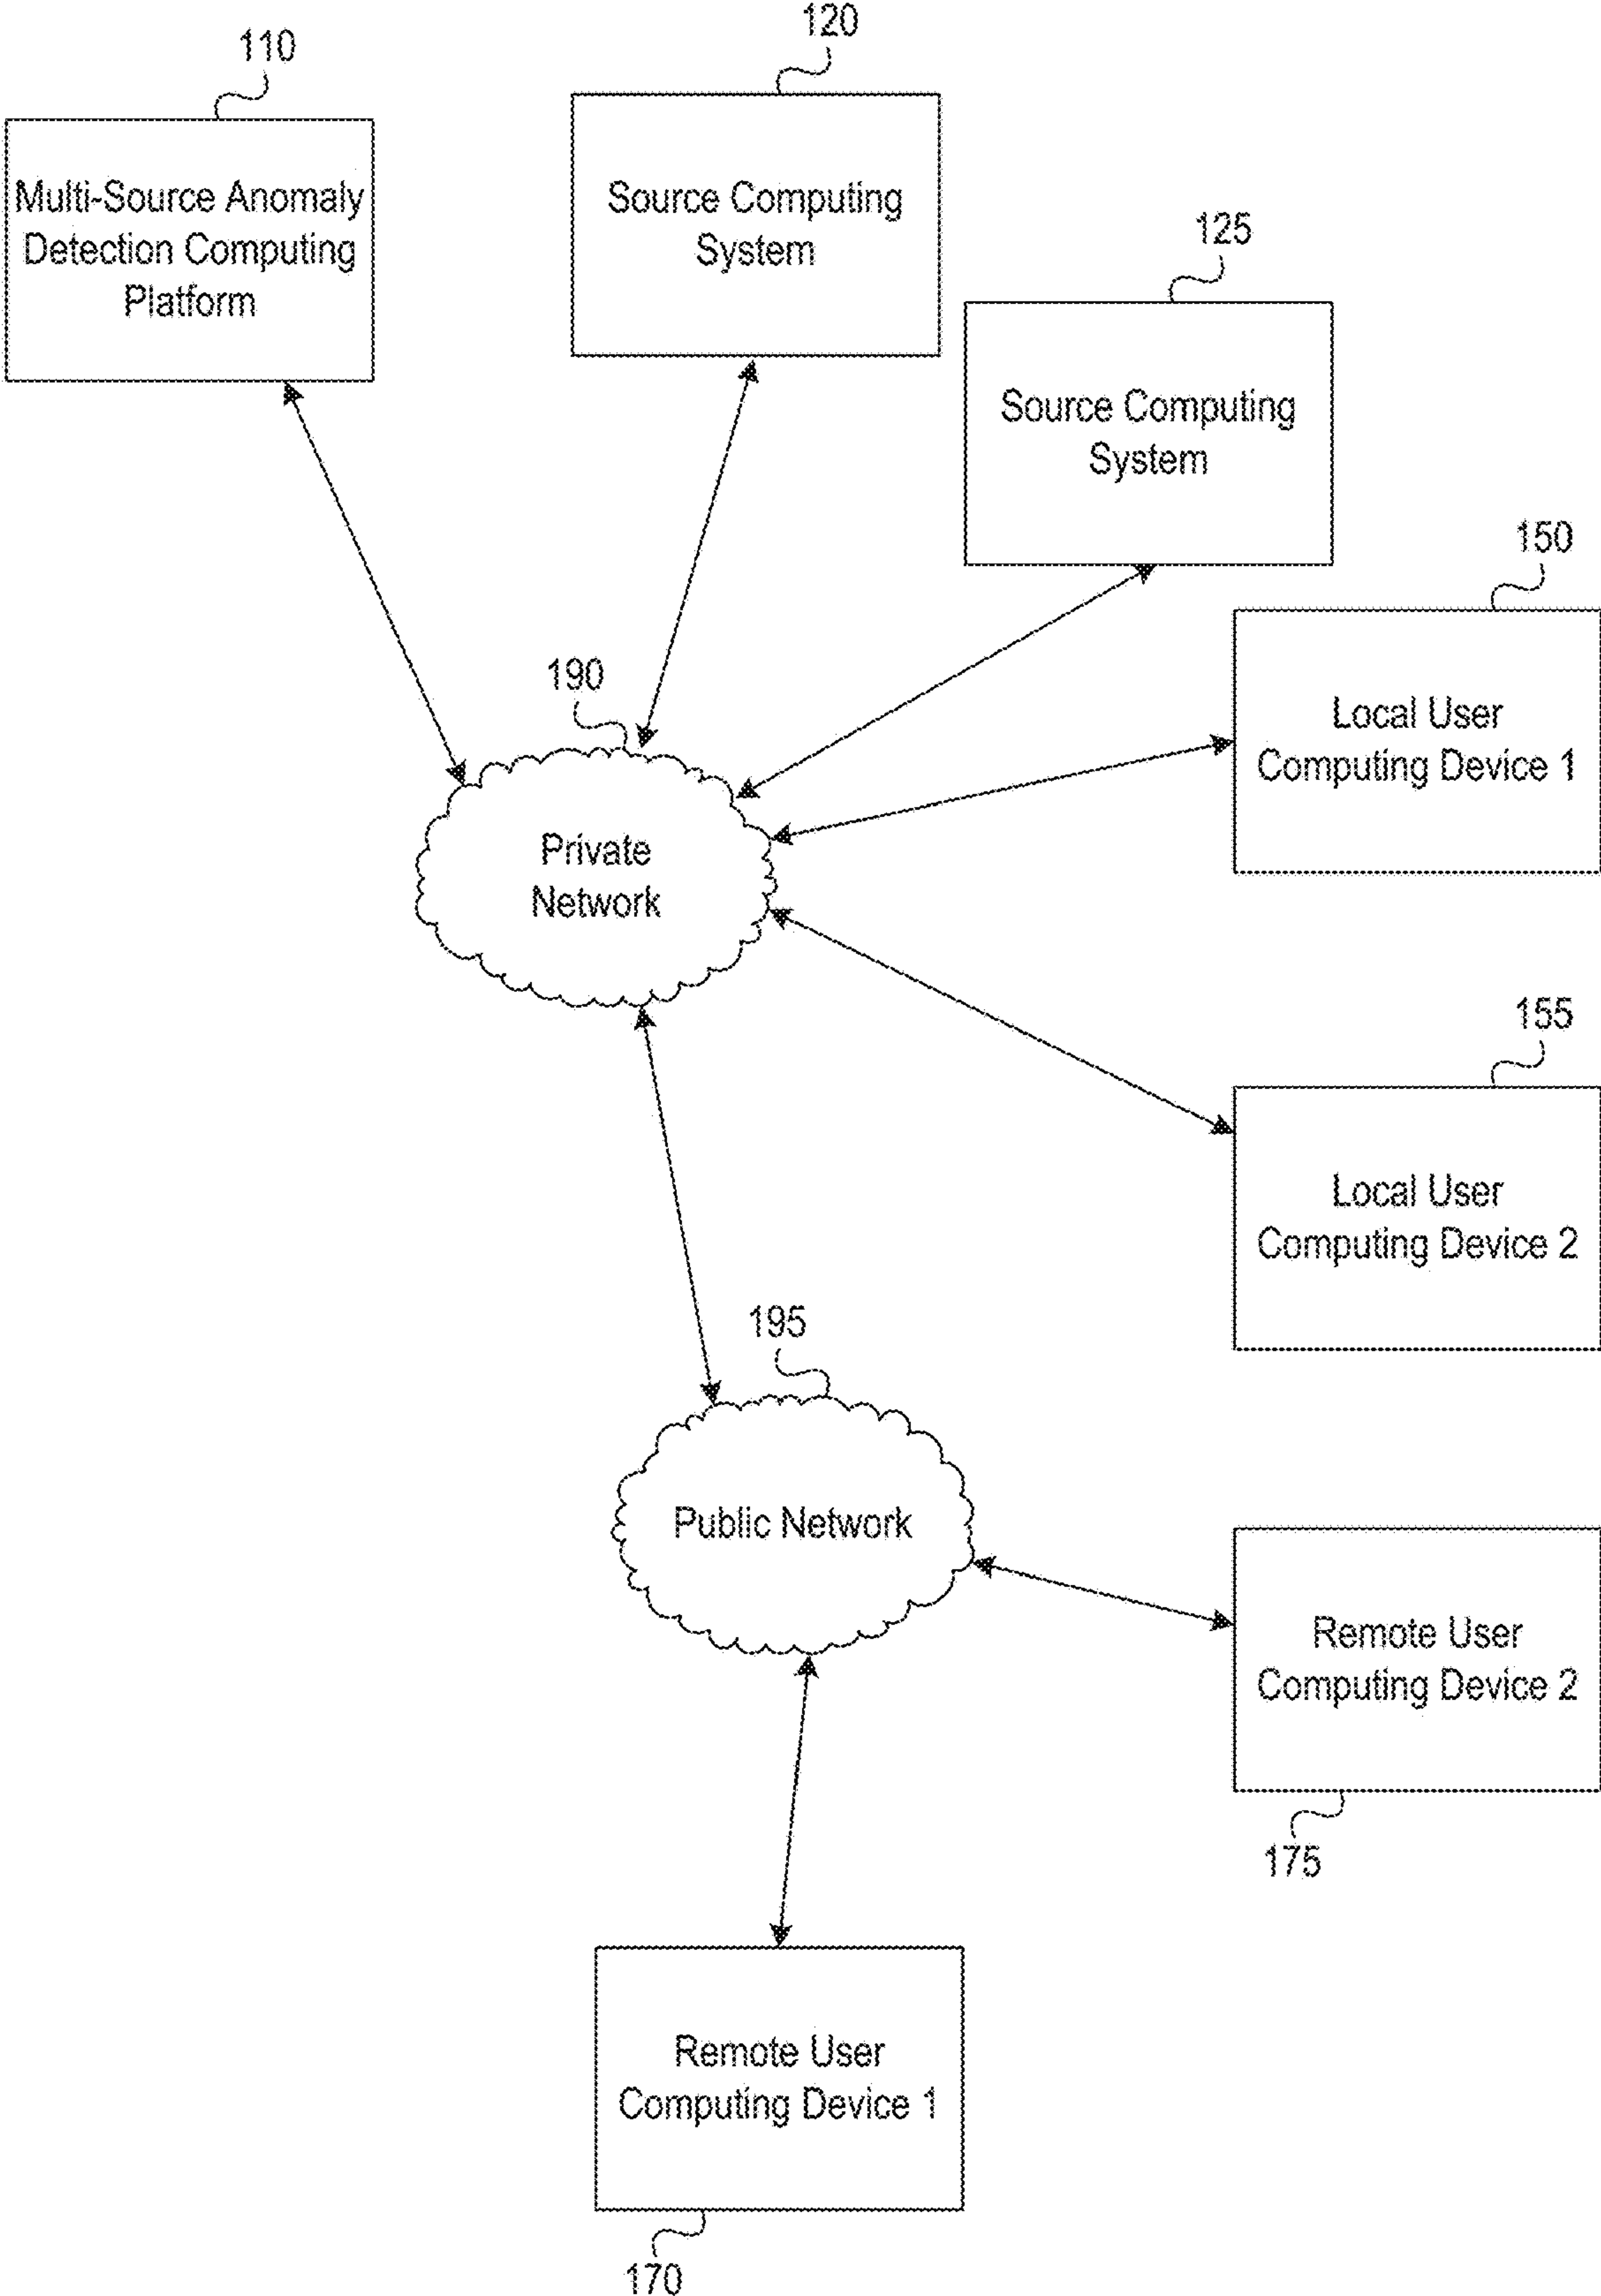 110
120
Multi-Source Anomaly
Detection Computing
Platform
Source Computing
System
125
Source Computing
System
150
Local User
Computing Device 1
190
Private
Network
155
Local User
Computing Device 2
195
Public Network
Remote User
Computing Device 2
175
Remote User
Computing Device 1
170